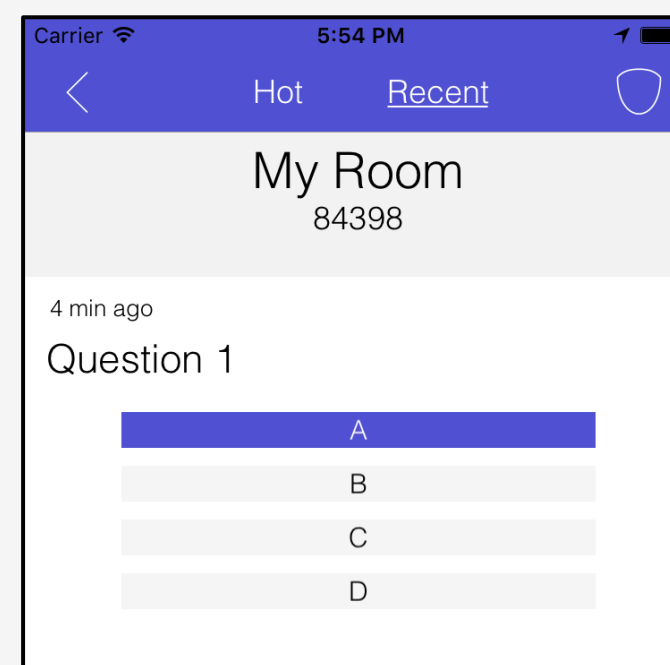 Carrier 5:54 PM
Hot Recent
My Room
84398
4 min ago
Question 1
A
B
C
D